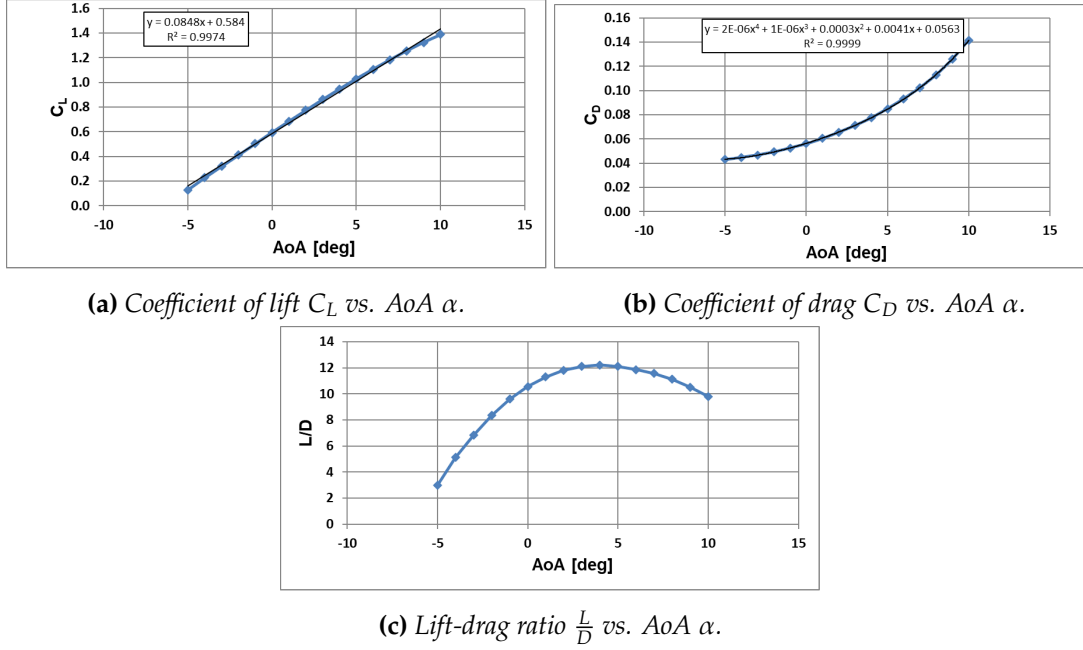 y = 0.0848x + 0.584
R² = 0.9974
1.6
1.4
1.2
1.0
0.8
0.6
0.4
0.2
0.0
C_L
-10 -5 0 5 10 15
AoA [deg]
(a) Coefficient of lift C_L vs. AoA α.
y = 2E-06x⁴ + 1E-06x³ + 0.0003x² + 0.0041x + 0.0563
R² = 0.9999
0.16
0.14
0.12
0.10
0.08
0.06
0.04
0.02
0.00
C_D
-10 -5 0 5 10 15
AoA [deg]
(b) Coefficient of drag C_D vs. AoA α.
14
12
10
8
6
4
2
0
L/D
-10 -5 0 5 10 15
AoA [deg]
(c) Lift-drag ratio L/D vs. AoA α.